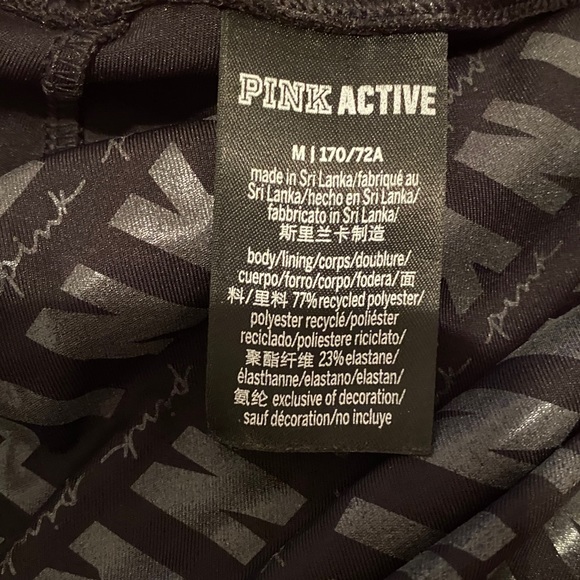 PINK ACTIVE
M | 170/72A
made in Sri Lanka/fabriqué au
Sri Lanka/hecho en Sri Lanka/
fabbricato in Sri Lanka/
斯里兰卡制造
body/lining/corps/doublure/
cuerpo/forro/corpo/fodera/面
料/里料 77% recycled polyester/
polyester recyclé/poliéster
reciclado/poliestere riciclato/
聚酯纤维 23% elastane/
élasthanne/elastano/elastan/
氨纶 exclusive of decoration/
sauf décoration/no incluye
pink
pink
pink